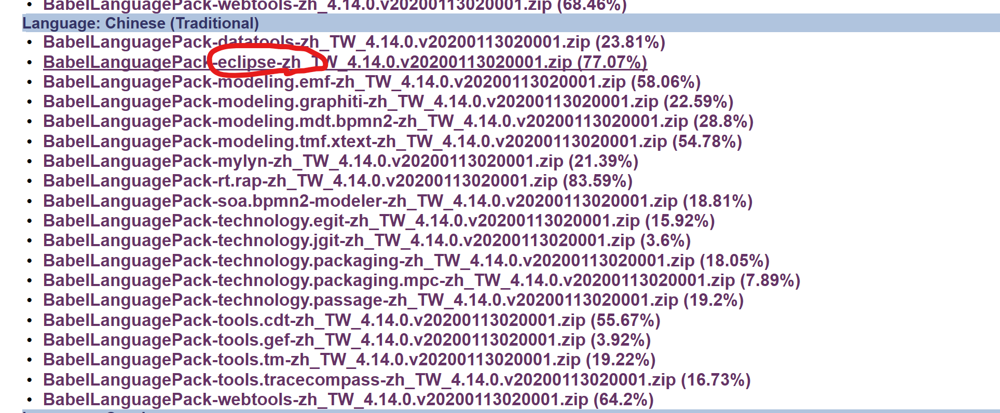 • BabelLanguagePack-webtools-zh_4.14.0.v20200113020001.zip (68.46%)
Language: Chinese (Traditional)
• BabelLanguagePack-datatools-zh_TW_4.14.0.v20200113020001.zip (23.81%)
• BabelLanguagePack-eclipse-zh_TW_4.14.0.v20200113020001.zip (77.07%)
• BabelLanguagePack-modeling.emf-zh_TW_4.14.0.v20200113020001.zip (58.06%)
• BabelLanguagePack-modeling.graphiti-zh_TW_4.14.0.v20200113020001.zip (22.59%)
• BabelLanguagePack-modeling.mdt.bpmn2-zh_TW_4.14.0.v20200113020001.zip (28.8%)
• BabelLanguagePack-modeling.tmf.xtext-zh_TW_4.14.0.v20200113020001.zip (54.78%)
• BabelLanguagePack-mylyn-zh_TW_4.14.0.v20200113020001.zip (21.39%)
• BabelLanguagePack-rt.rap-zh_TW_4.14.0.v20200113020001.zip (83.59%)
• BabelLanguagePack-soa.bpmn2-modeler-zh_TW_4.14.0.v20200113020001.zip (18.81%)
• BabelLanguagePack-technology.egit-zh_TW_4.14.0.v20200113020001.zip (15.92%)
• BabelLanguagePack-technology.jgit-zh_TW_4.14.0.v20200113020001.zip (3.6%)
• BabelLanguagePack-technology.packaging-zh_TW_4.14.0.v20200113020001.zip (18.05%)
• BabelLanguagePack-technology.packaging.mpc-zh_TW_4.14.0.v20200113020001.zip (7.89%)
• BabelLanguagePack-technology.passage-zh_TW_4.14.0.v20200113020001.zip (19.2%)
• BabelLanguagePack-tools.cdt-zh_TW_4.14.0.v20200113020001.zip (55.67%)
• BabelLanguagePack-tools.gef-zh_TW_4.14.0.v20200113020001.zip (3.92%)
• BabelLanguagePack-tools.tm-zh_TW_4.14.0.v20200113020001.zip (19.22%)
• BabelLanguagePack-tools.tracecompass-zh_TW_4.14.0.v20200113020001.zip (16.73%)
• BabelLanguagePack-webtools-zh_TW_4.14.0.v20200113020001.zip (64.2%)